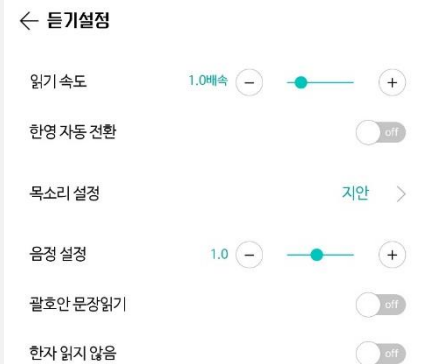 ← 듣기설정
읽기 속도 1.0배속 − +
한영 자동 전환 off
목소리 설정 지안 >
음정 설정 1.0 − +
괄호안 문장읽기 off
한자 읽지 않음 off